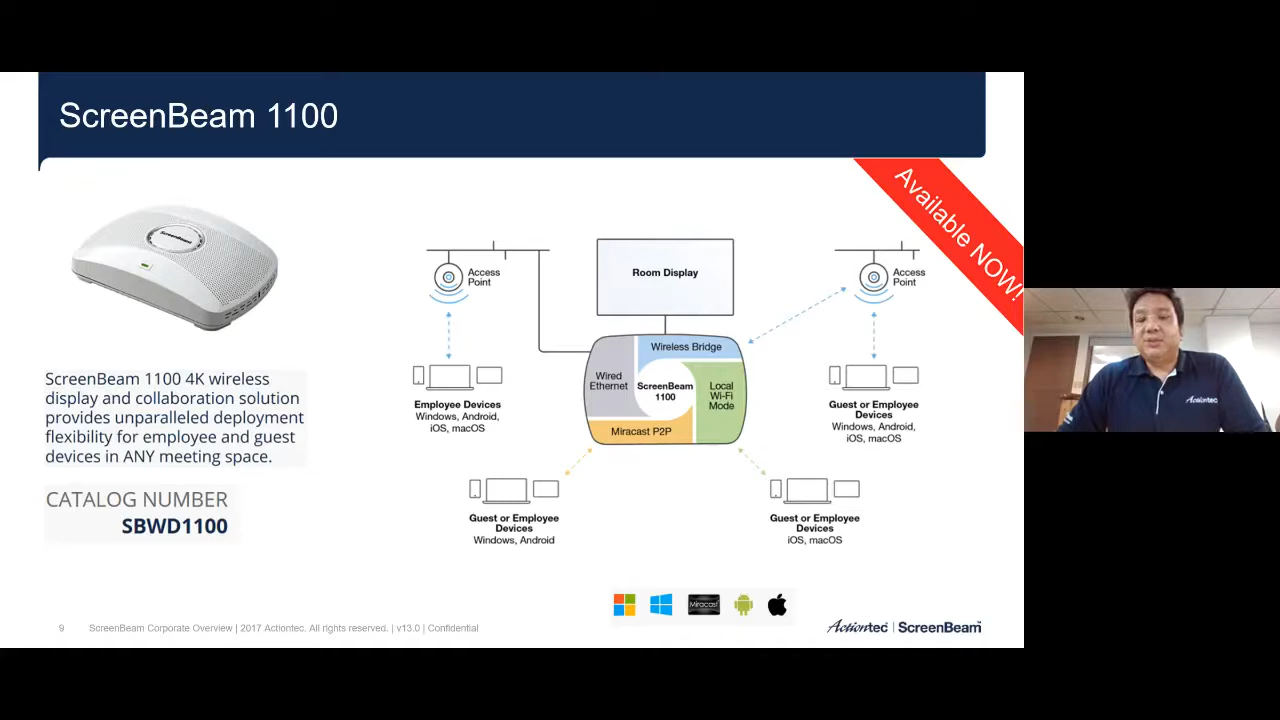 ScreenBeam 1100
Available NOW!
ScreenBeam
ScreenBeam 1100 4K wireless
display and collaboration solution
provides unparalleled deployment
flexibility for employee and guest
devices in ANY meeting space.
CATALOG NUMBER
SBWD1100
Access
Point
Room Display
Access
Point
Wireless Bridge
Wired
Ethernet
ScreenBeam
1100
Local
Wi-Fi
Mode
Miracast P2P
Employee Devices
Windows, Android,
iOS, macOS
Guest or Employee
Devices
Windows, Android,
iOS, macOS
Guest or Employee
Devices
Windows, Android
Guest or Employee
Devices
iOS, macOS
Miracast
9 ScreenBeam Corporate Overview | 2017 Actiontec. All rights reserved. | v13.0 | Confidential
Actiontec | ScreenBeam
Actiontec